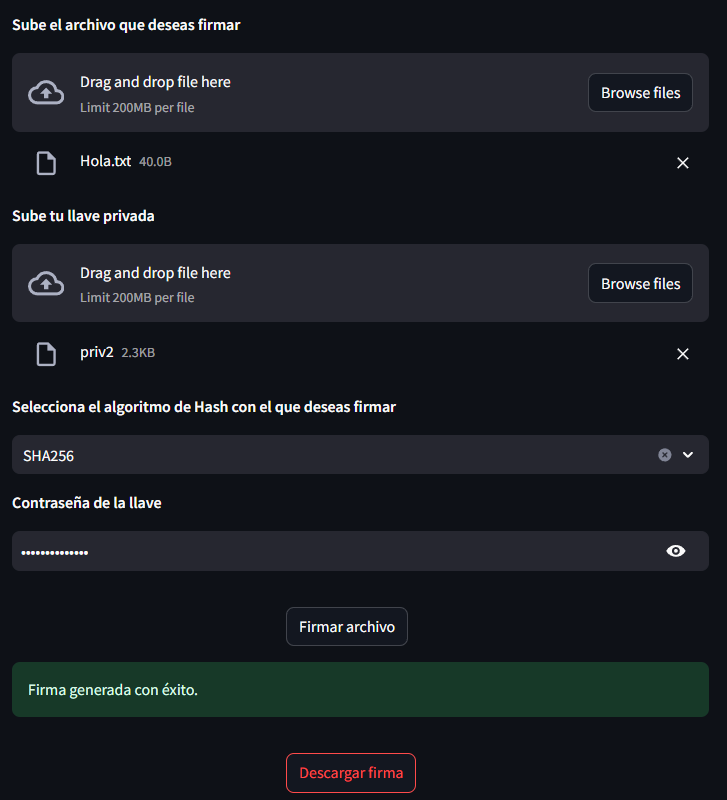 Sube el archivo que deseas firmar
Drag and drop file here
Limit 200MB per file
Browse files
Hola.txt 40.0B
Sube tu llave privada
Drag and drop file here
Limit 200MB per file
Browse files
priv2 2.3KB
Selecciona el algoritmo de Hash con el que deseas firmar
SHA256
Contraseña de la llave
••••••••••••••
Firmar archivo
Firma generada con éxito.
Descargar firma